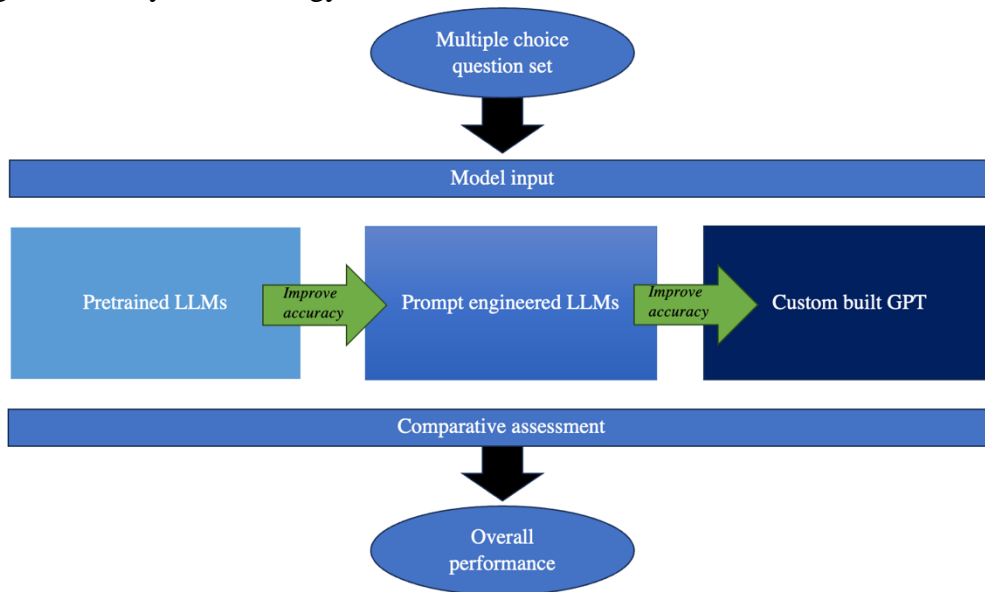 Multiple choice
question set
Model input
Pretrained LLMs
Improve
accuracy
Prompt engineered LLMs
Improve
accuracy
Custom built GPT
Comparative assessment
Overall
performance